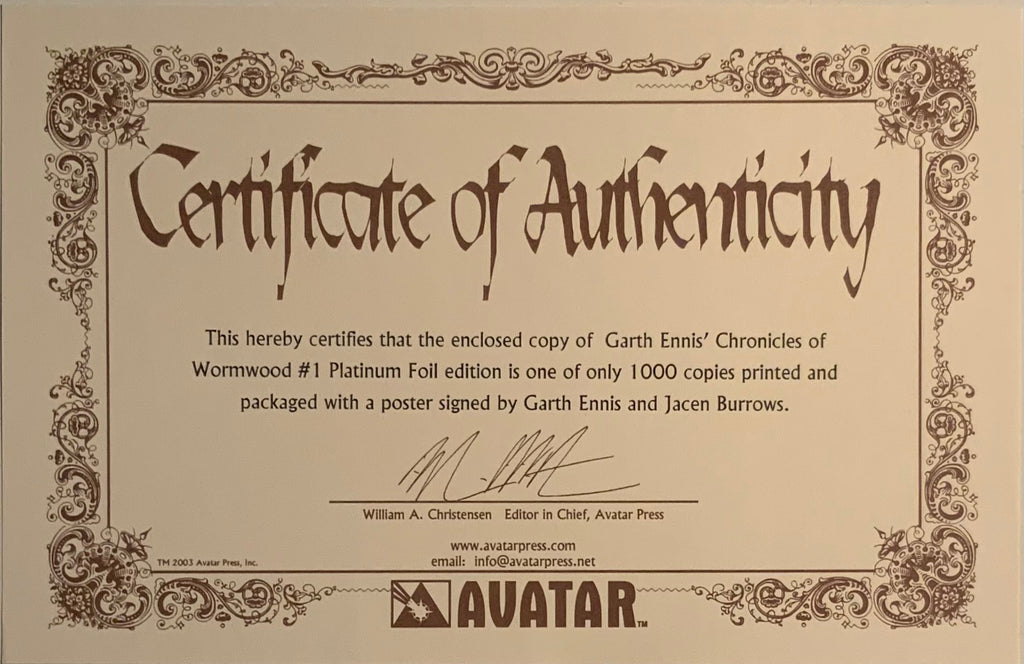 Certificate of Authenticity
This hereby certifies that the enclosed copy of Garth Ennis' Chronicles of
Wormwood #1 Platinum Foil edition is one of only 1000 copies printed and
packaged with a poster signed by Garth Ennis and Jacen Burrows.
William A. Christensen Editor in Chief, Avatar Press
www.avatarpress.com
email: info@avatarpress.net
TM 2003 Avatar Press, Inc.
AVATAR TM